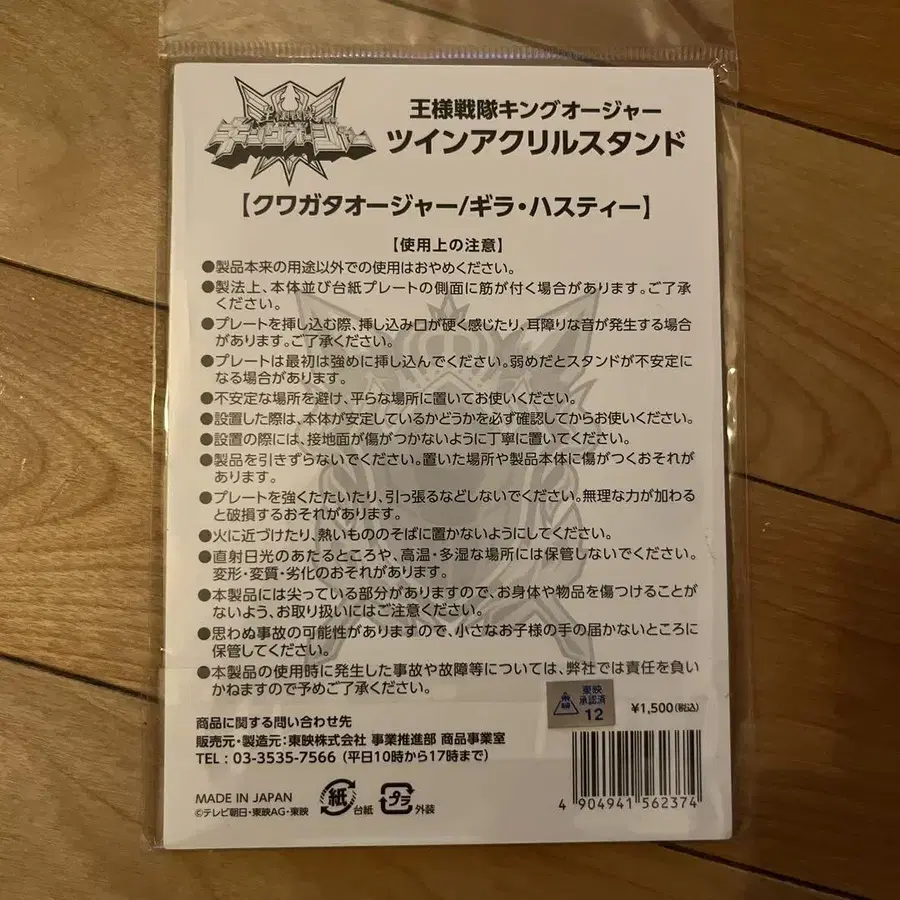 王様戦隊
キングオージャー
王様戦隊キングオージャー
ツインアクリルスタンド
【クワガタオージャー/ギラ・ハスティー】
【使用上の注意】
●製品本来の用途以外での使用はおやめください。
●製法上、本体並び台紙プレートの側面に筋が付く場合があります。ご了承
ください。
●プレートを挿し込む際、挿し込み口が硬く感じたり、耳障りな音が発生する場合
があります。ご了承ください。
●プレートは最初は強めに挿し込んでください。弱めだとスタンドが不安定に
なる場合があります。
●不安定な場所を避け、平らな場所に置いてお使いください。
●設置した際は、本体が安定しているかどうかを必ず確認してからお使いください。
●設置の際には、接地面が傷がつかないように丁寧に置いてください。
●製品を引きずらないでください。置いた場所や製品本体に傷がつくおそれが
あります。
●プレートを強くたたいたり、引っ張るなどしないでください。無理な力が加わる
と破損するおそれがあります。
●火に近づけたり、熱いもののそばに置かないようにしてください。
●直射日光のあたるところや、高温・多湿な場所には保管しないでください。
変形・変質・劣化のおそれがあります。
●本製品には尖っている部分がありますので、お身体や物品を傷つけることが
ないよう、お取り扱いにはご注意ください。
●思わぬ事故の可能性がありますので、小さなお子様の手の届かないところに
保管してください。
●本製品の使用時に発生した事故や故障等については、弊社では責任を負い
かねますので予めご了承ください。
東映
承認済
12
¥1,500(税込)
商品に関する問い合わせ先
販売元・製造元:東映株式会社 事業推進部 商品事業室
TEL : 03-3535-7566 (平日10時から17時まで)
MADE IN JAPAN
©テレビ朝日・東映AG・東映
紙 台紙
プラ 外装
4 904941 562374